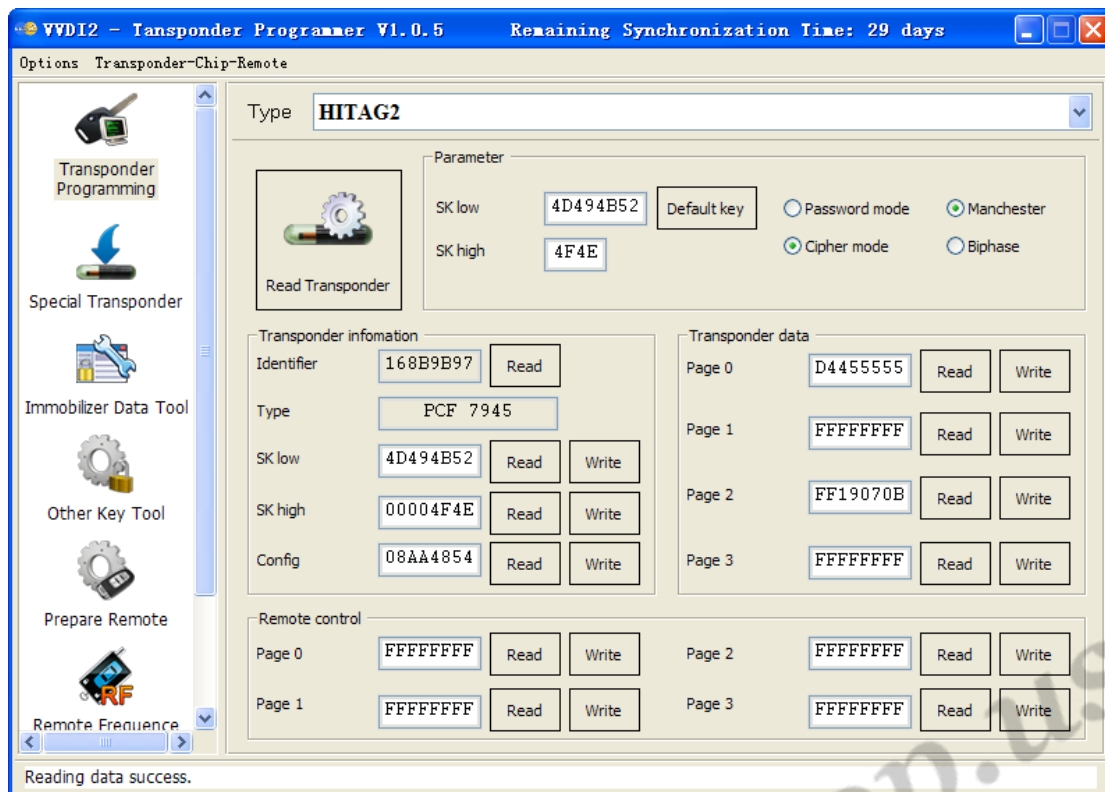 VVDI2 - Tansponder Programmer V1.0.5 Remaining Synchronization Time: 29 days
Options Transponder-Chip-Remote
Transponder
Programming
Special Transponder
Immobilizer Data Tool
Other Key Tool
Prepare Remote
RF
Remote Frequence
Type HITAG2
Read Transponder
Parameter
SK low 4D494B52 Default key Password mode Manchester
SK high 4F4E Cipher mode Biphase
Transponder infomation
Identifier 168B9B97 Read
Type PCF 7945
SK low 4D494B52 Read Write
SK high 00004F4E Read Write
Config 08AA4854 Read Write
Transponder data
Page 0 D4455555 Read Write
Page 1 FFFFFFFF Read Write
Page 2 FF19070B Read Write
Page 3 FFFFFFFF Read Write
Remote control
Page 0 FFFFFFFF Read Write Page 2 FFFFFFFF Read Write
Page 1 FFFFFFFF Read Write Page 3 FFFFFFFF Read Write
Reading data success.